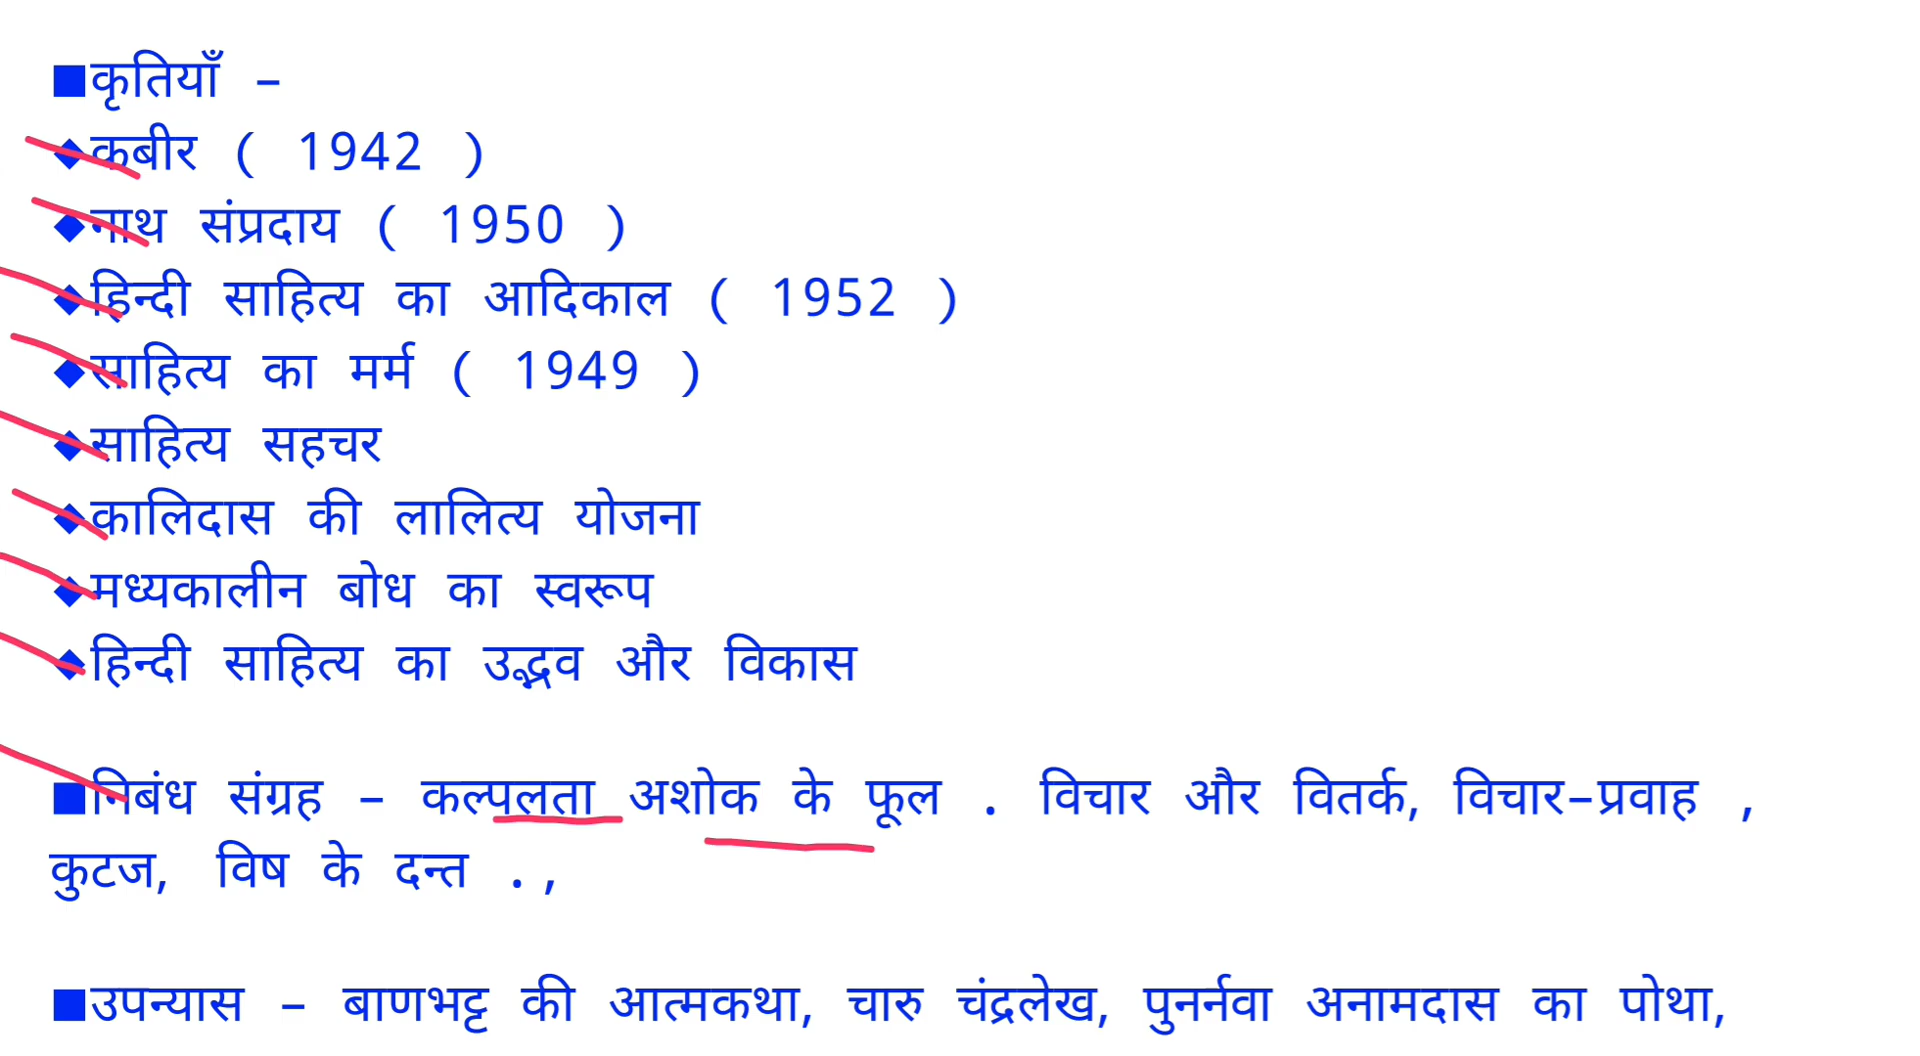 ■कृतियाँ –
◆कबीर ( 1942 )
◆नाथ संप्रदाय ( 1950 )
◆हिन्दी साहित्य का आदिकाल ( 1952 )
◆साहित्य का मर्म ( 1949 )
◆साहित्य सहचर
◆कालिदास की लालित्य योजना
◆मध्यकालीन बोध का स्वरूप
◆हिन्दी साहित्य का उद्भव और विकास
■निबंध संग्रह – कल्पलता अशोक के फूल . विचार और वितर्क, विचार–प्रवाह ,
कुटज, विष के दन्त .,
■उपन्यास – बाणभट्ट की आत्मकथा, चारु चंद्रलेख, पुनर्नवा अनामदास का पोथा,